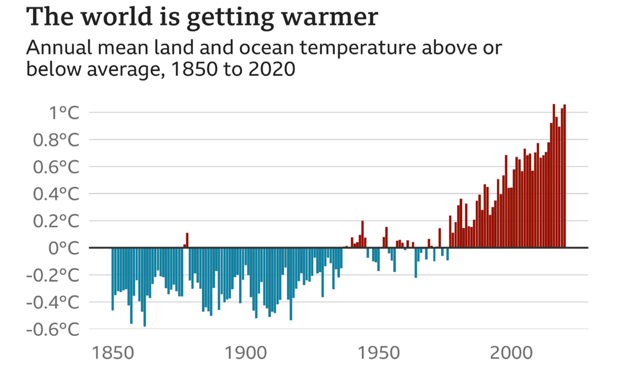 The world is getting warmer
Annual mean land and ocean temperature above or
below average, 1850 to 2020
1°C
0.8°C
0.6°C
0.4°C
0.2°C
0°C
-0.2°C
-0.4°C
-0.6°C
1850 1900 1950 2000